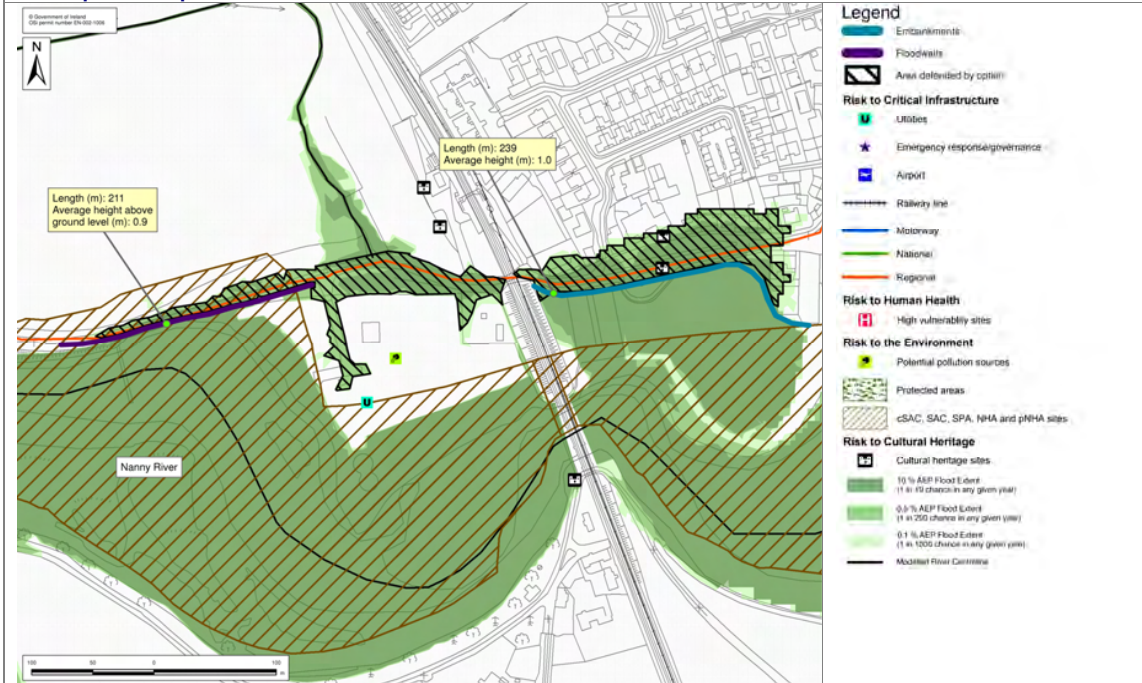 © Government of Ireland
OSi permit number EN-002-1008
N
Length (m): 239
Average height (m): 1.0
Length (m): 211
Average height above
ground level (m): 0.9
U
Nanny River
100 50 0 100
m
Legend
Embankments
Floodwalls
Area defended by option
Risk to Critical Infrastructure
U Utilities
Emergency response/governance
Airport
Railway line
Motorway
National
Regional
Risk to Human Health
H High vulnerability sites
Risk to the Environment
Potential pollution sources
Protected areas
cSAC, SAC, SPA, NHA and pNHA sites
Risk to Cultural Heritage
Cultural heritage sites
10 % AEP Flood Extent
(1 in 10 chance in any given year)
0.5 % AEP Flood Extent
(1 in 200 chance in any given year)
0.1 % AEP Flood Extent
(1 in 1000 chance in any given year)
Modelled River Centreline